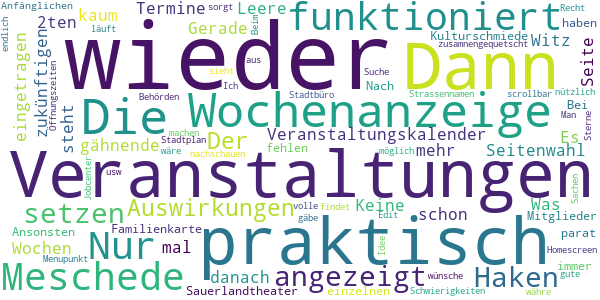 Anfänglichen kaum Termine sorgt Leere funktioniert
endlich läuft 2ten Gerade Beim Kulturschmiede Witz haben Recht
wieder Dann
eingetragen zukünftigen Öffnungszeiten aus zusammengequetscht Seite
Behörden sieht Ich Nach Suche Strassennamen scrollbar nützlich
Die Wochenanzeige Stadtbüro Bei Man Sterne
steht Stadtplan nachschauen
gähnende machen Der Veranstaltungskalender Es
Jobcenter wäre fehlen möglich mehr Seitenwahl Sachen
Veranstaltungen
usw
setzen Auswirkungen Keine schon Was
volle findet Edit Mitglieder
Ansonsten Familienkarte gäbe
Nur praktisch parat
Wochen mal Idee Homescreen
Menüpunkt immer
Meschede danach angezeigt Haken gute
Sauerlandtheater einzelnen wünsche Schwierigkeiten währe